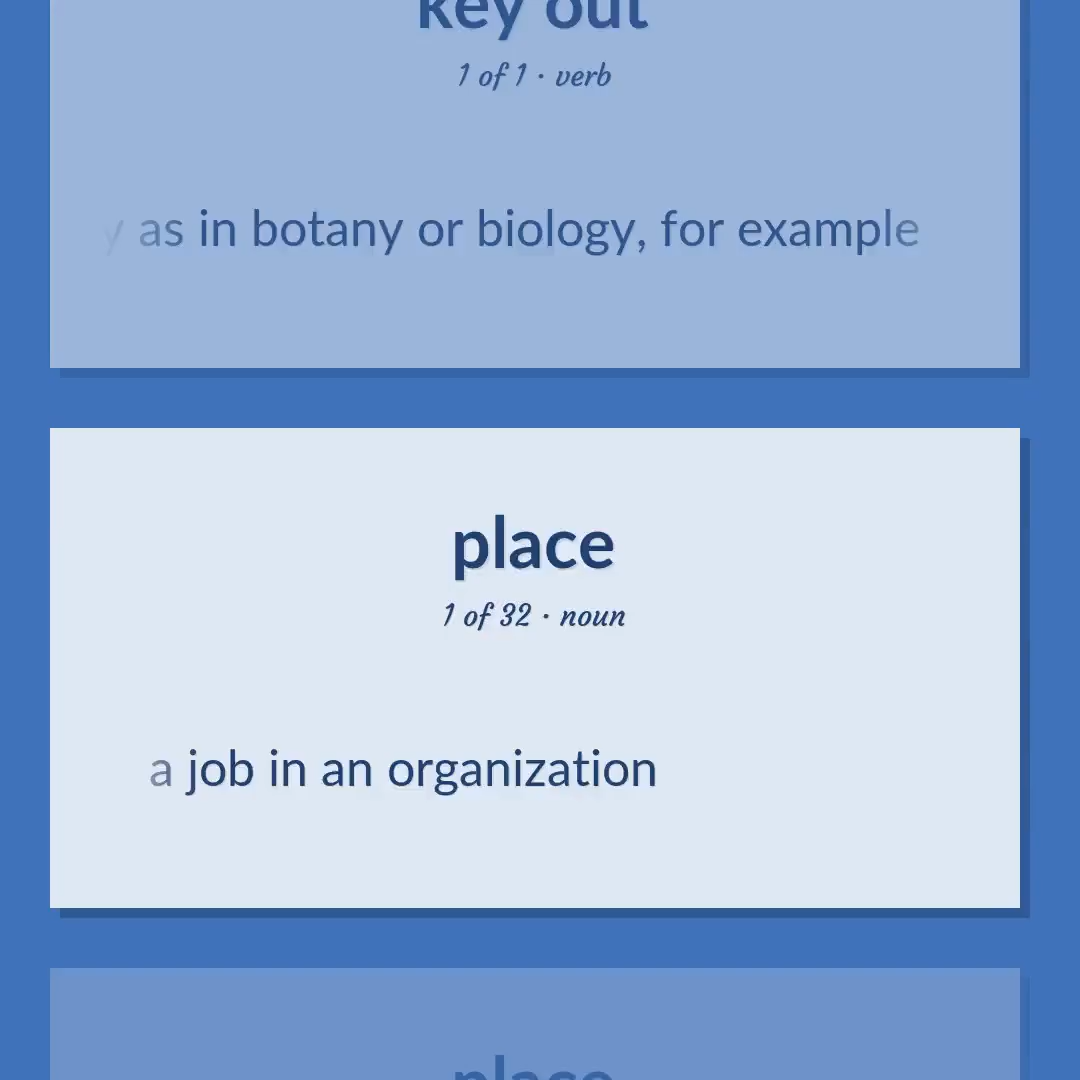 key out
1 of 1 · verb
y as in botany or biology, for example
place
1 of 32 · noun
a job in an organization
place